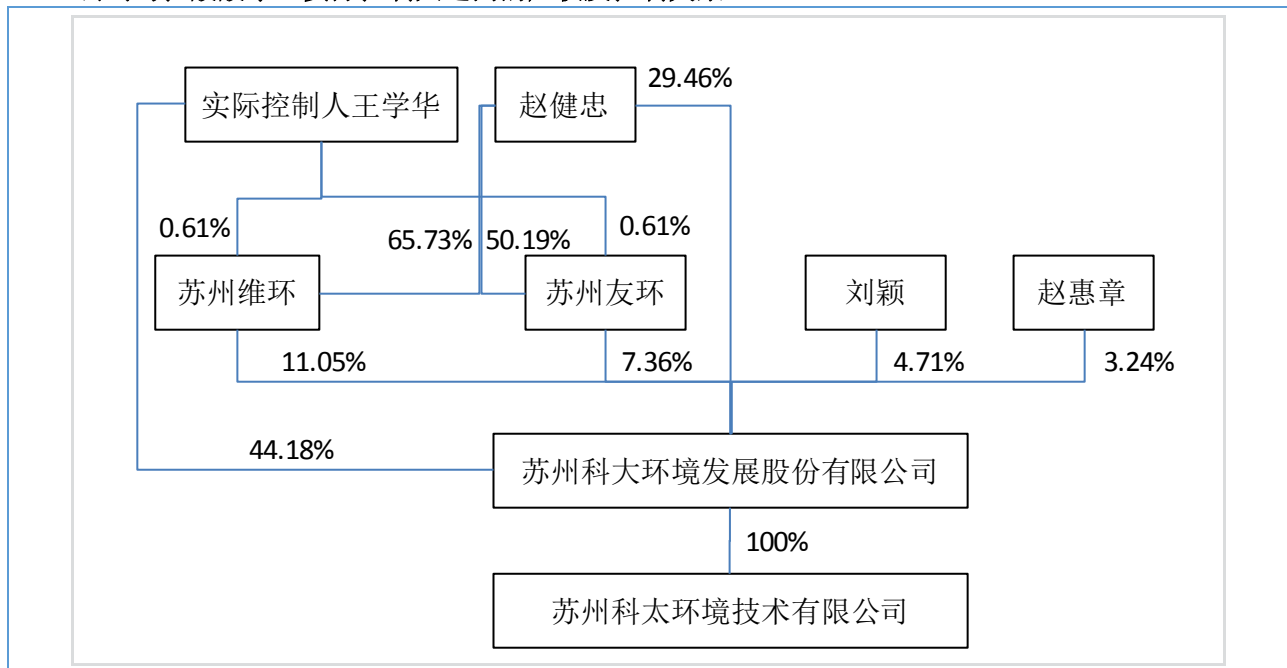 29.46%
实际控制人王学华
赵健忠
0.61%
65.73%
50.19%
0.61%
苏州维环
苏州友环
刘颖
赵惠章
11.05%
7.36%
4.71%
3.24%
44.18%
苏州科大环境发展股份有限公司
100%
苏州科太环境技术有限公司